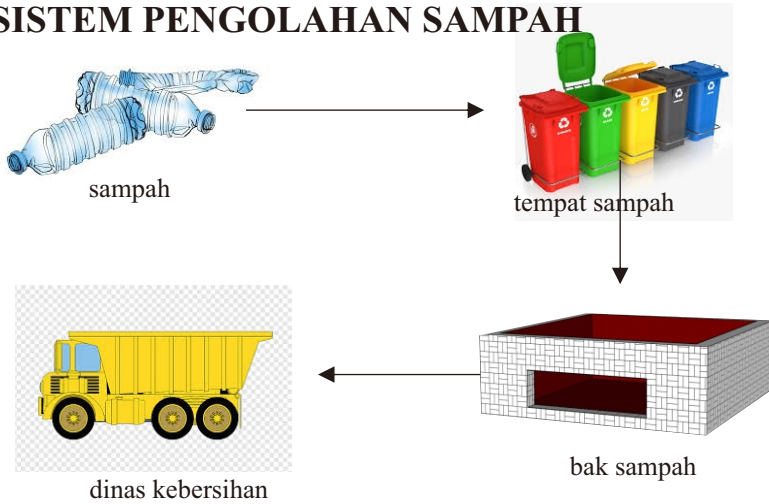 SISTEM PENGOLAHAN SAMPAH
sampah
tempat sampah
bak sampah
dinas kebersihan